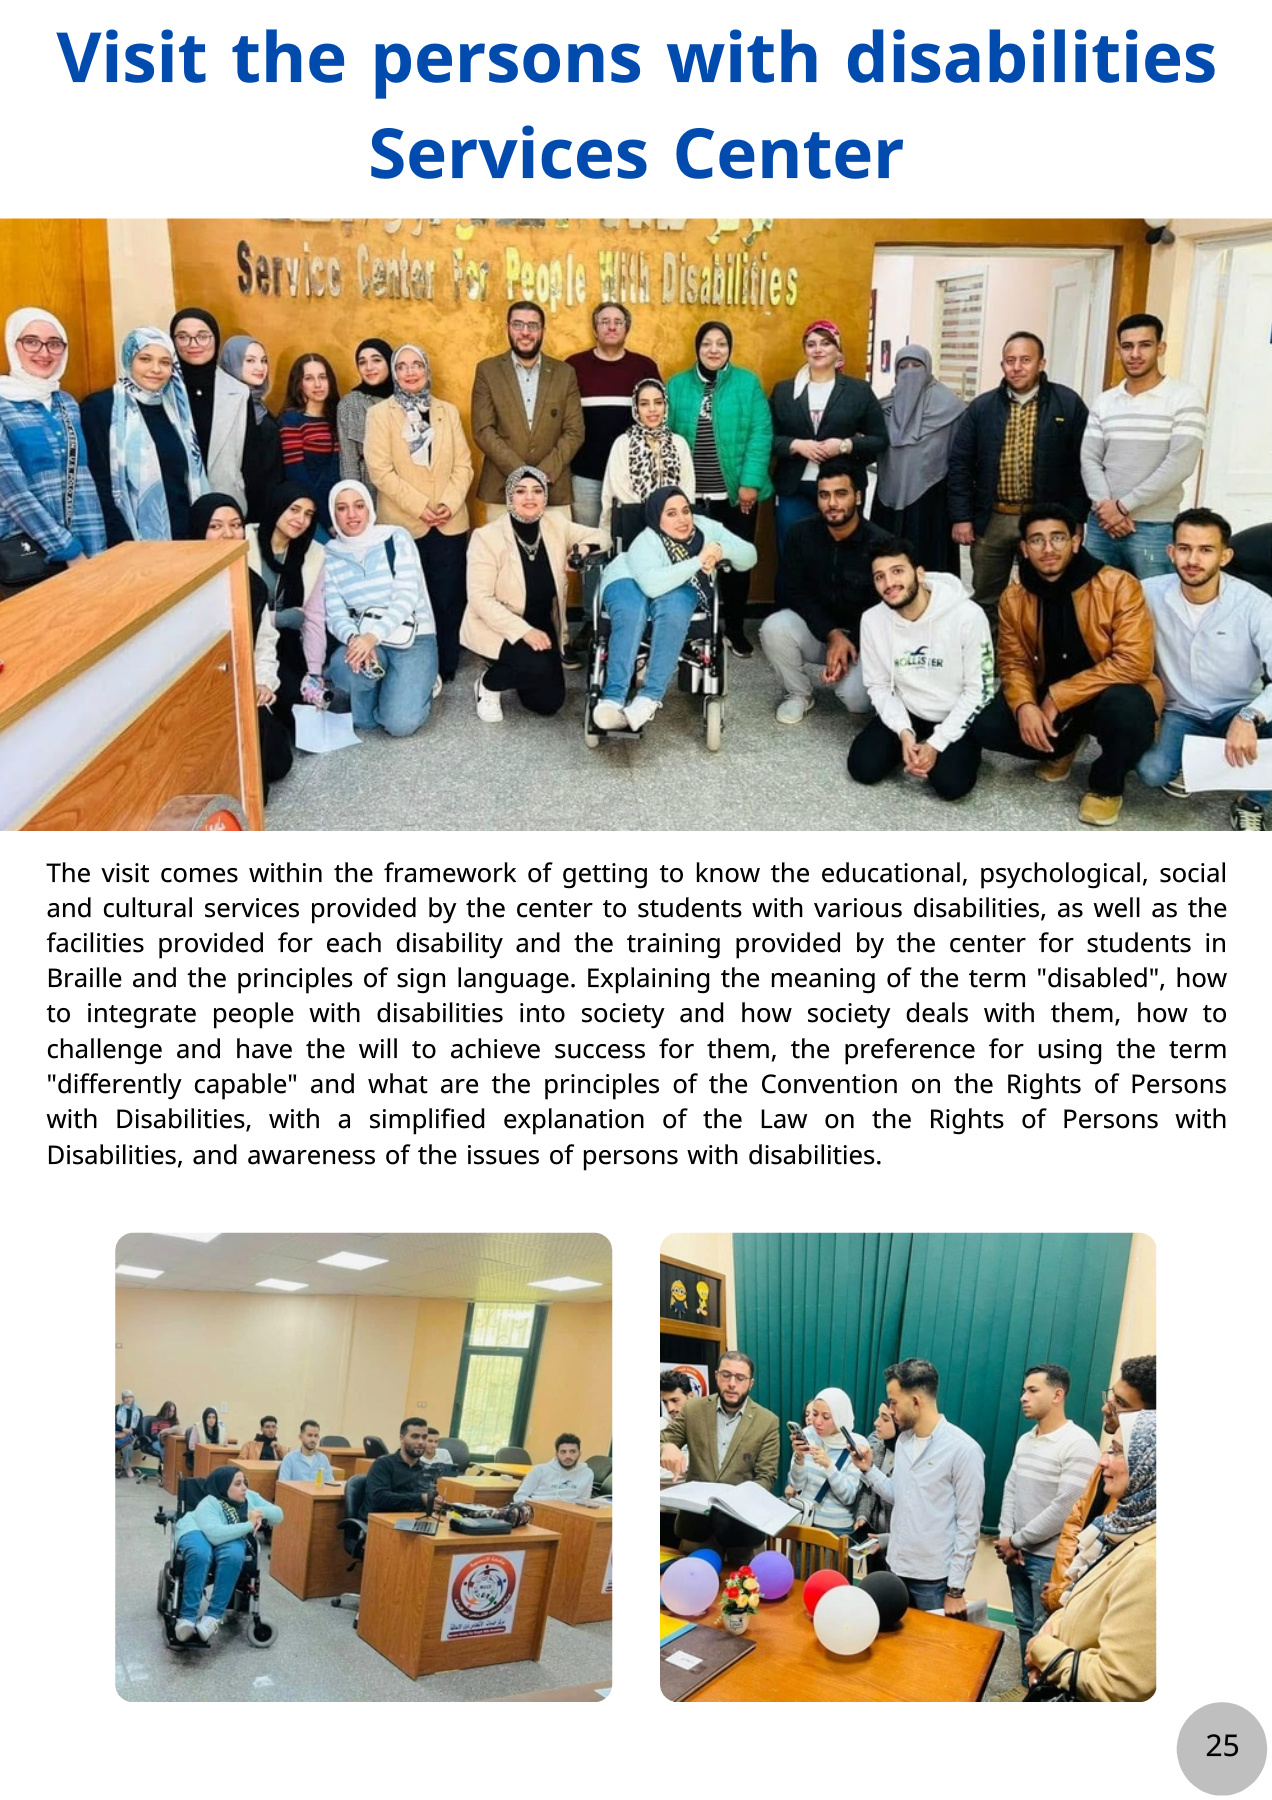 Visit the persons with disabilities
Services Center
Service Center For People With Disabilities
HOLLISTER
The visit comes within the framework of getting to know the educational, psychological, social
and cultural services provided by the center to students with various disabilities, as well as the
facilities provided for each disability and the training provided by the center for students in
Braille and the principles of sign language. Explaining the meaning of the term "disabled", how
to integrate people with disabilities into society and how society deals with them, how to
challenge and have the will to achieve success for them, the preference for using the term
"differently capable" and what are the principles of the Convention on the Rights of Persons
with Disabilities, with a simplified explanation of the Law on the Rights of Persons with
Disabilities, and awareness of the issues of persons with disabilities.
25